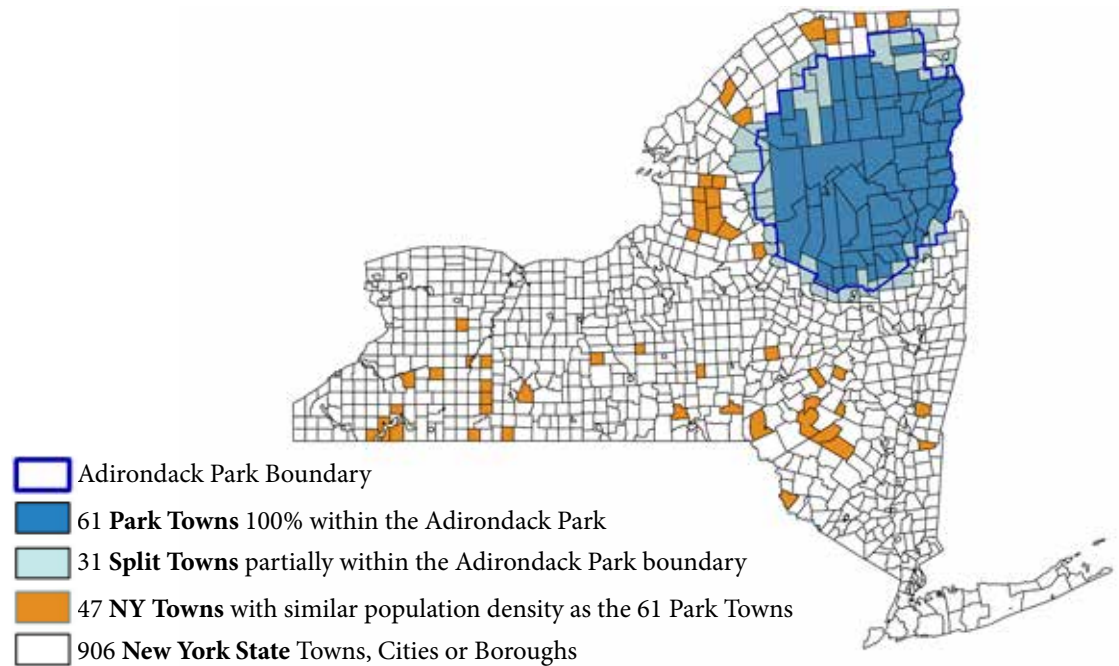 Adirondack Park Boundary
61 Park Towns 100% within the Adirondack Park
31 Split Towns partially within the Adirondack Park boundary
47 NY Towns with similar population density as the 61 Park Towns
906 New York State Towns, Cities or Boroughs